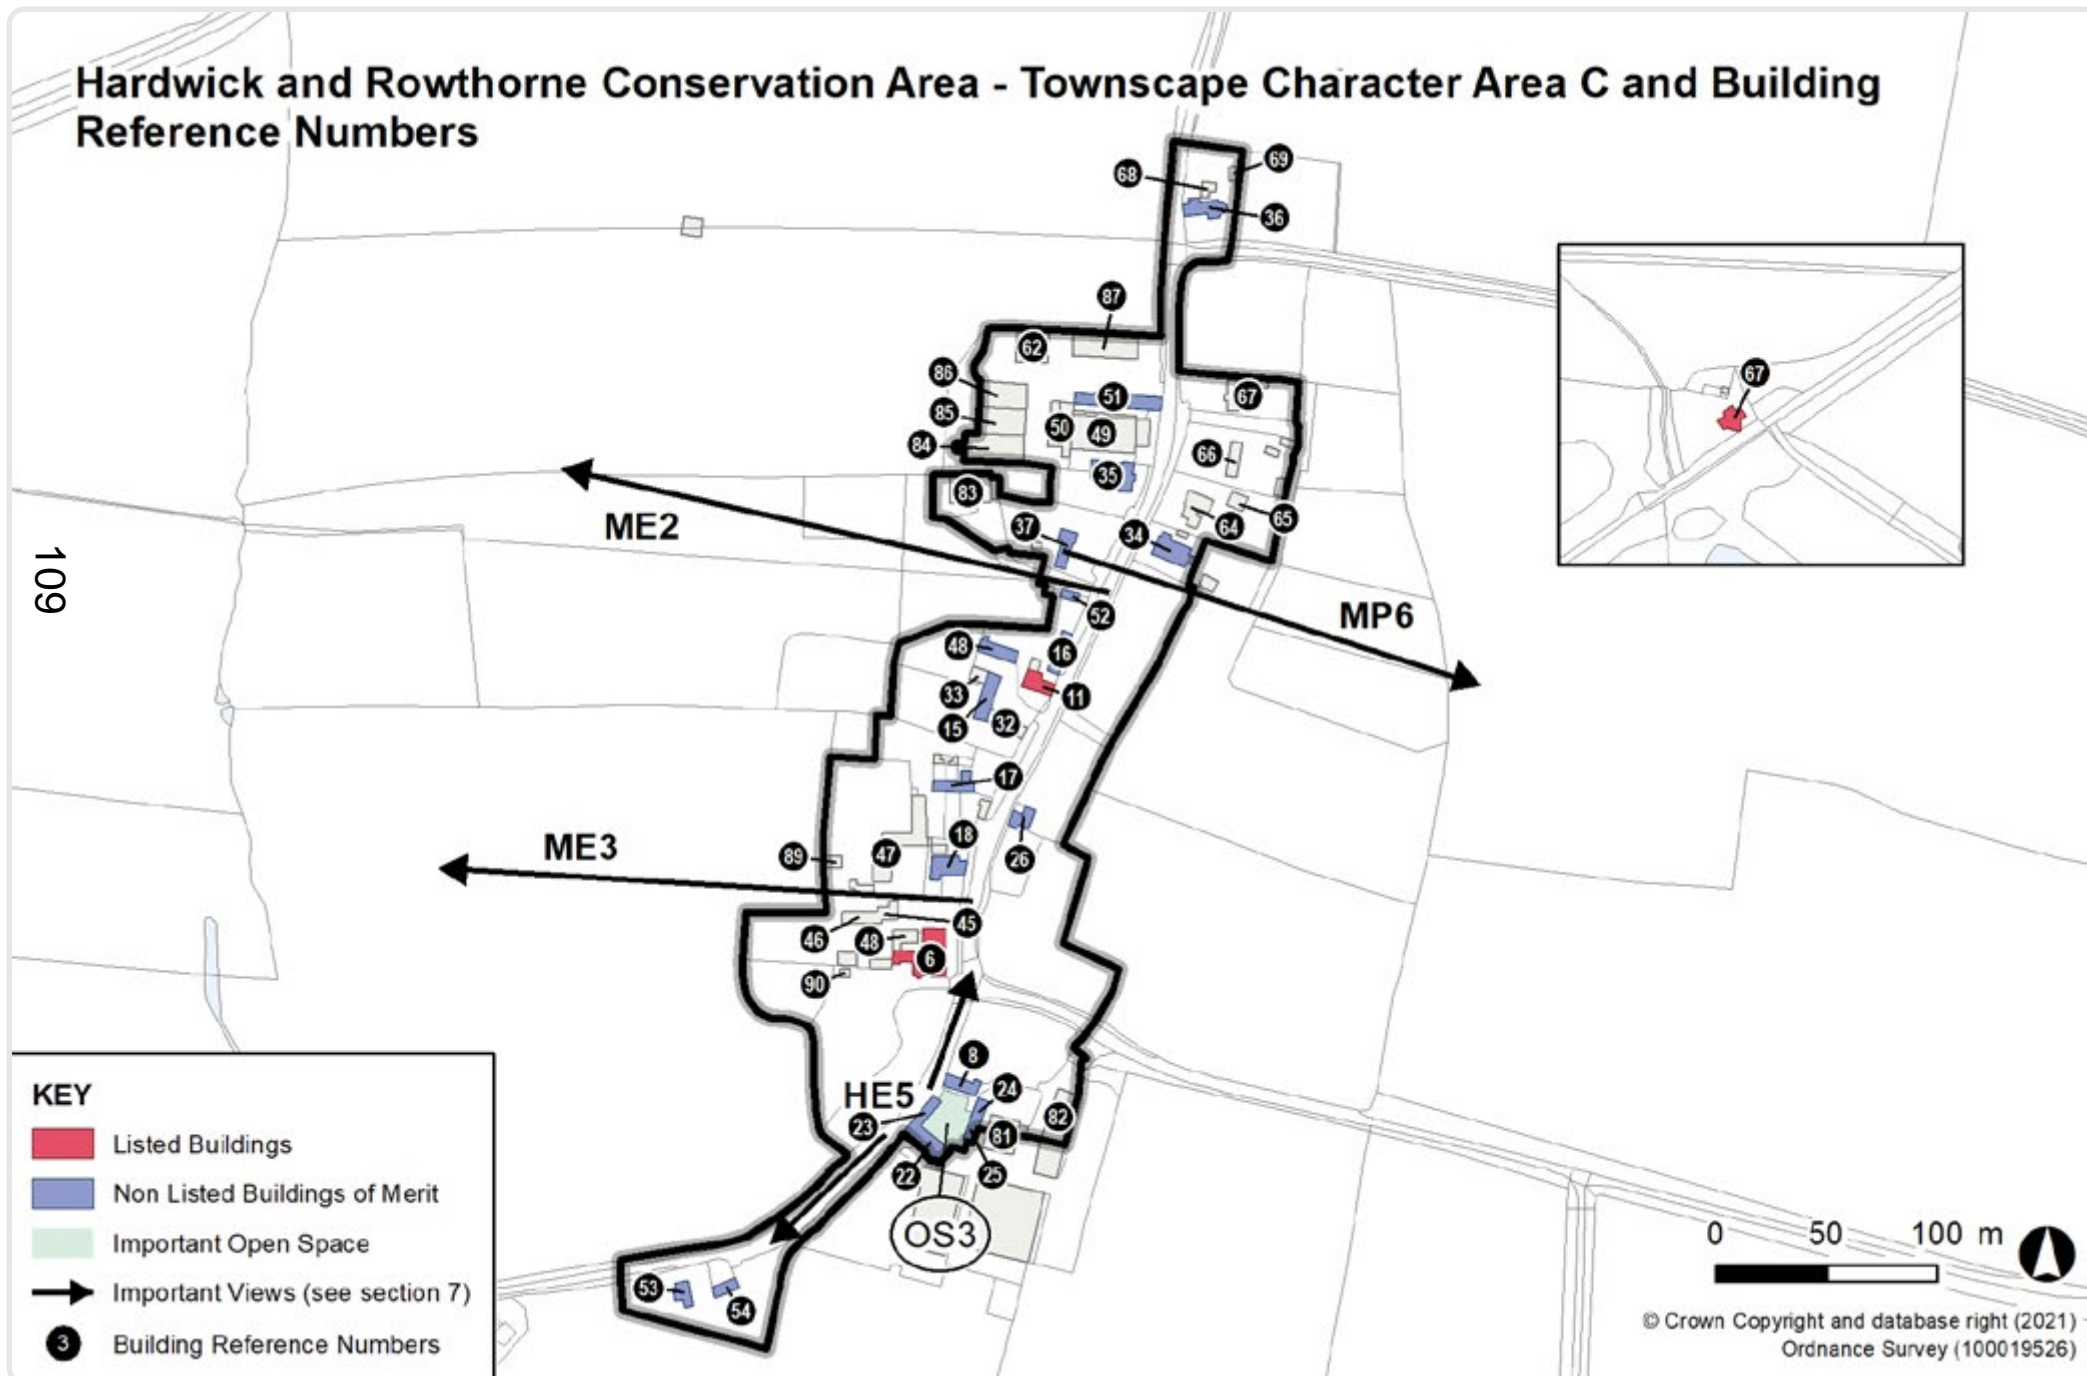 Hardwick and Rowthorne Conservation Area - Townscape Character Area C and Building
Reference Numbers
69
68
36
87
62
86
51
67
67
85
50
49
84
66
35
83
65
37
64
34
ME2
109
52
MP6
48
16
33
11
15
32
17
18
ME3
47
89
26
45
46
48
6
90
8
24
HE5
82
23
81
22
25
OS3
53
54
KEY
Listed Buildings
Non Listed Buildings of Merit
Important Open Space
Important Views (see section 7)
3 Building Reference Numbers
0 50 100 m
© Crown Copyright and database right (2021)
Ordnance Survey (100019526)